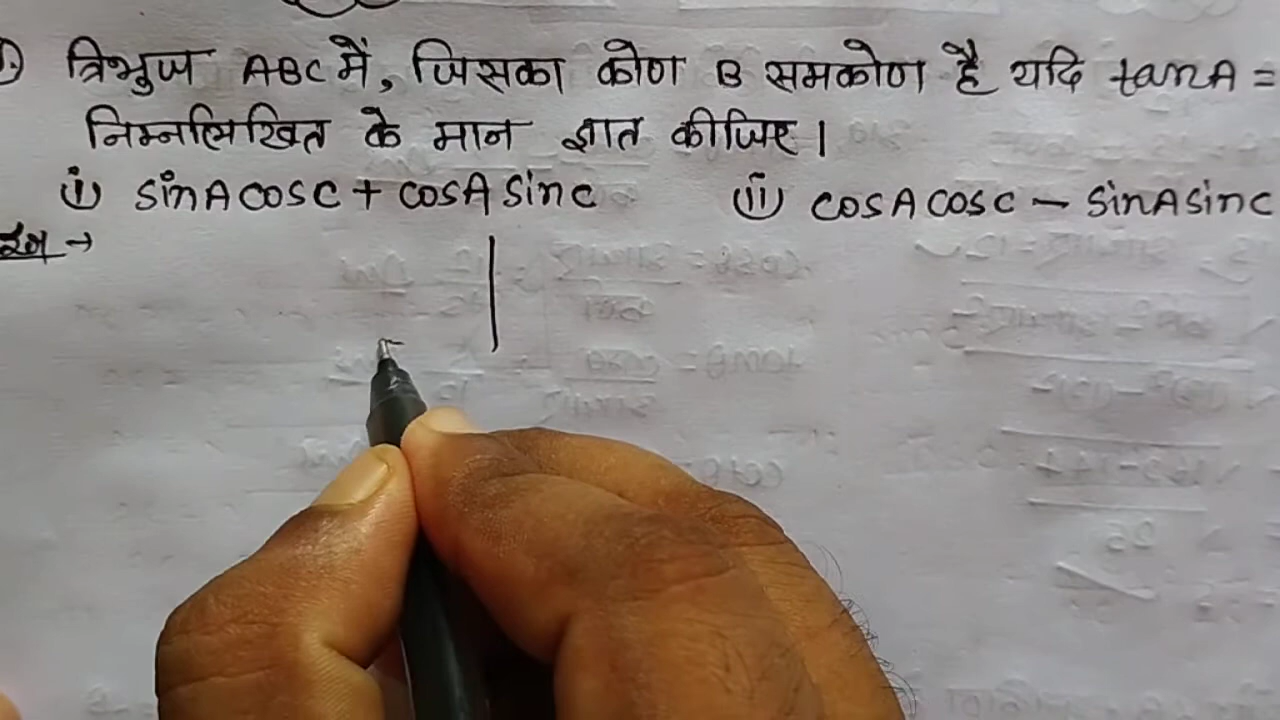 त्रिभुज ABC में, जिसका कोण B समकोण है यदि tanA =
निम्नलिखित के मान ज्ञात कीजिए।
(i) sinA cosC + cosA sinC (ii) cosA cosC - sinA sinC
हल →